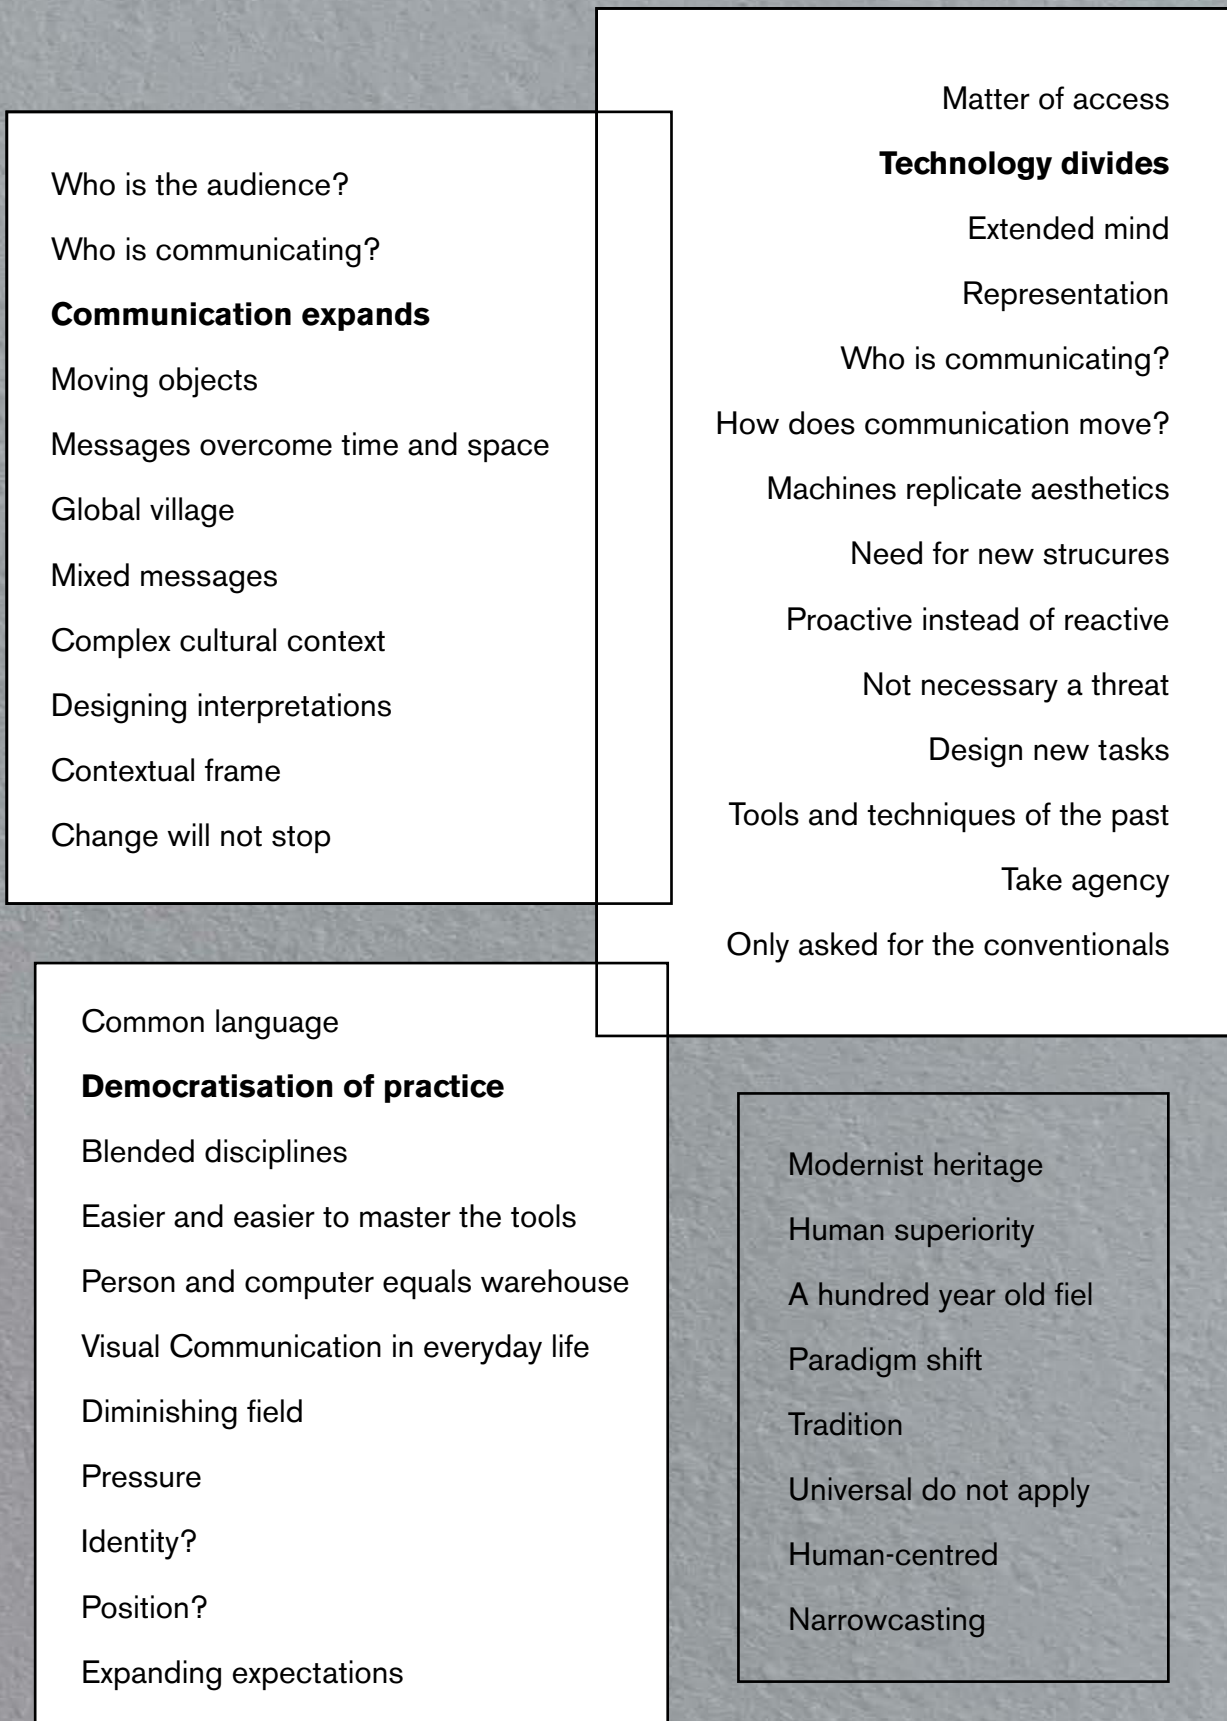 Who is the audience?
Who is communicating?
Communication expands
Moving objects
Messages overcome time and space
Global village
Mixed messages
Complex cultural context
Designing interpretations
Contextual frame
Change will not stop
Matter of access
Technology divides
Extended mind
Representation
Who is communicating?
How does communication move?
Machines replicate aesthetics
Need for new strucures
Proactive instead of reactive
Not necessary a threat
Design new tasks
Tools and techniques of the past
Take agency
Only asked for the conventionals
Common language
Democratisation of practice
Blended disciplines
Easier and easier to master the tools
Person and computer equals warehouse
Visual Communication in everyday life
Diminishing field
Pressure
Identity?
Position?
Expanding expectations
Modernist heritage
Human superiority
A hundred year old fiel
Paradigm shift
Tradition
Universal do not apply
Human-centred
Narrowcasting